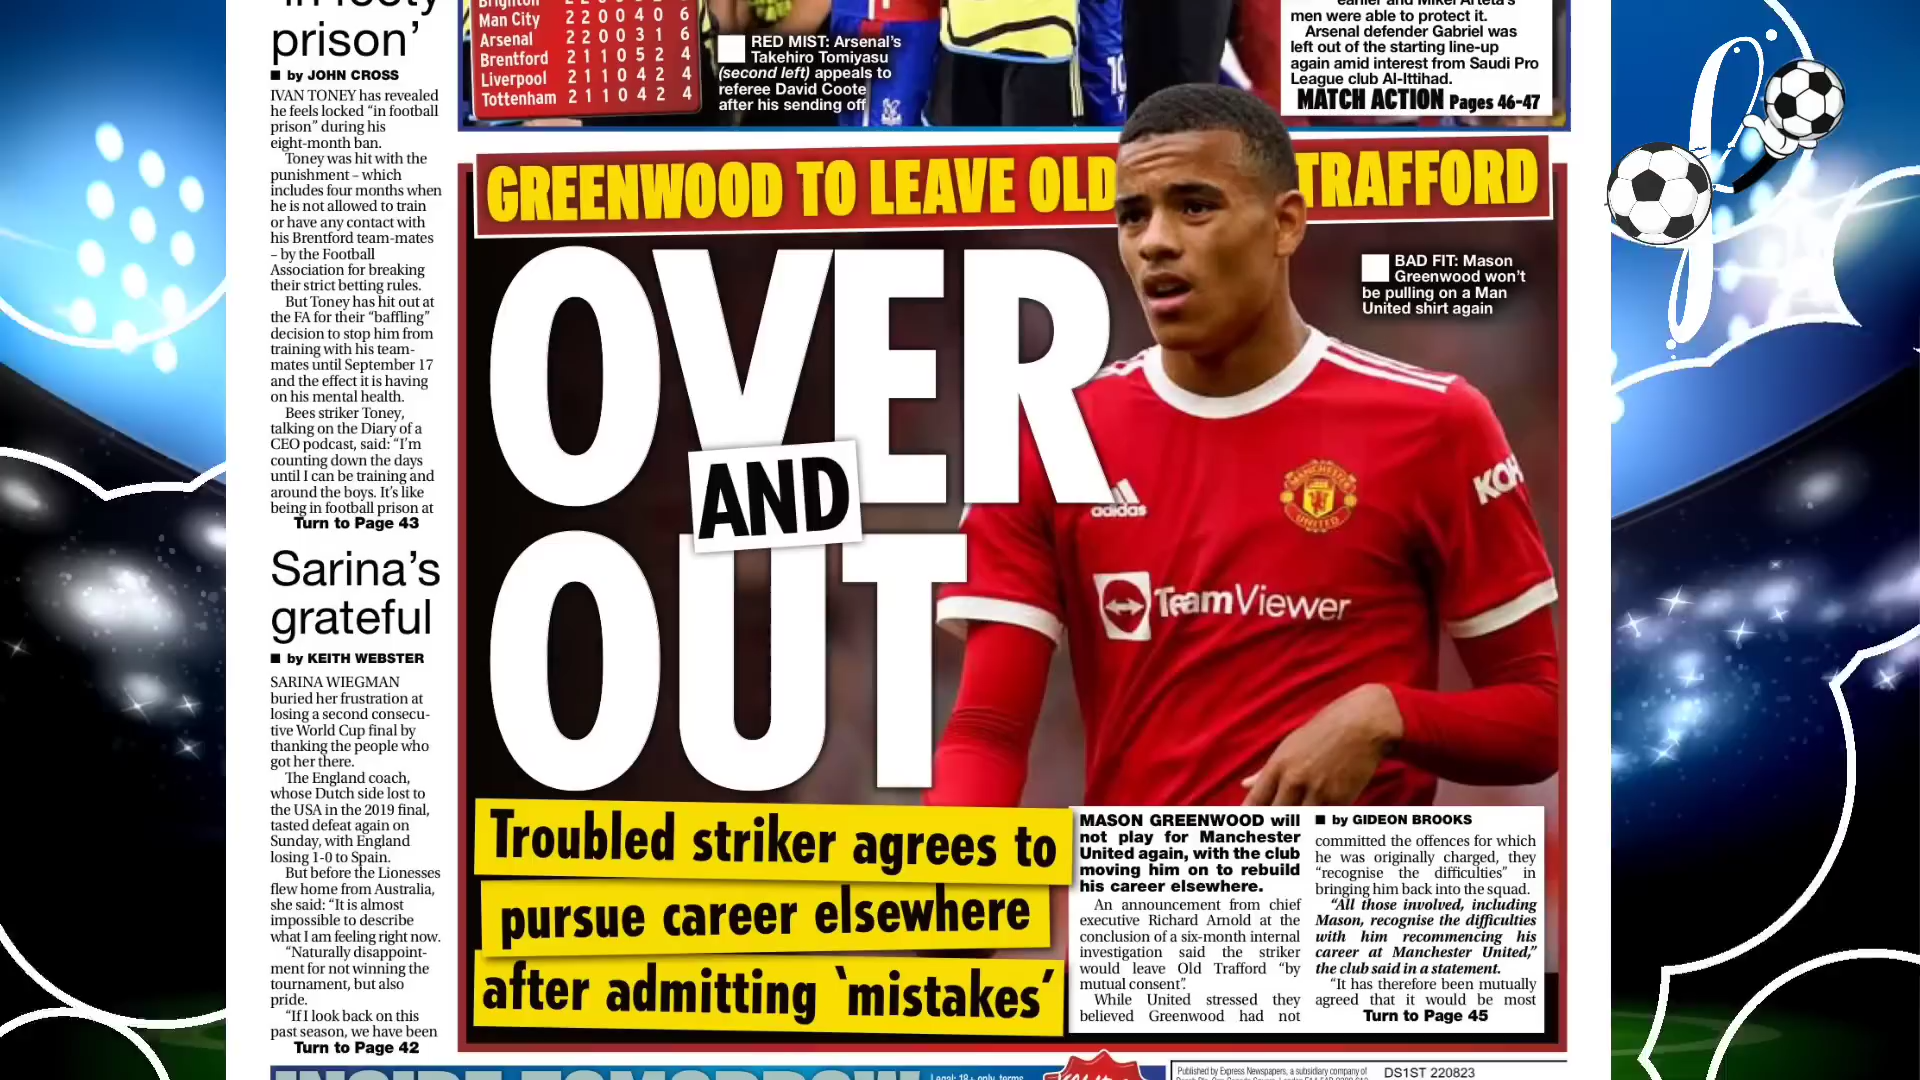 prison’
■ by JOHN CROSS
IVAN TONEY has revealed
he feels locked “in football
prison” during his
eight-month ban.
Toney was hit with the
punishment – which
includes four months when
he is not allowed to train
or have any contact with
his Brentford team-mates
– by the Football
Association for breaking
their strict betting rules.
But Toney has hit out at
the FA for their “baffling”
decision to stop him from
training with his team-
mates until September 17
and the effect it is having
on his mental health.
Bees striker Toney,
talking on the Diary of a
CEO podcast, said: “I’m
counting down the days
until I can be training and
around the boys. It’s like
being in football prison at
Turn to Page 43
Sarina’s
grateful
■ by KEITH WEBSTER
SARINA WIEGMAN
buried her frustration at
losing a second consecu-
tive World Cup final by
thanking the people who
got her there.
The England coach,
whose Dutch side lost to
the USA in the 2019 final,
tasted defeat again on
Sunday, with England
losing 1-0 to Spain.
But before the Lionesses
flew home from Australia,
she said: “It is almost
impossible to describe
what I am feeling right now.
“Naturally disappoint-
ment for not winning the
tournament, but also
pride.
“If I look back on this
past season, we have been
Turn to Page 42
Brighton
Man City 2 2 0 0 4 0 6
Arsenal 2 2 0 0 3 1 6
Brentford 2 1 1 0 5 2 4
Liverpool 2 1 1 0 4 2 4
Tottenham 2 1 1 0 4 2 4
RED MIST: Arsenal’s
Takehiro Tomiyasu
(second left) appeals to
referee David Coote
after his sending off
earlier and Mikel Arteta’s
men were able to protect it.
Arsenal defender Gabriel was
left out of the starting line-up
again amid interest from Saudi Pro
League club Al-Ittihad.
MATCH ACTION Pages 46-47
GREENWOOD TO LEAVE OLD TRAFFORD
OVER
AND
OUT
BAD FIT: Mason
Greenwood won’t
be pulling on a Man
United shirt again
adidas
MANCHESTER
UNITED
KOH
TeamViewer
Troubled striker agrees to
pursue career elsewhere
after admitting ‘mistakes’
MASON GREENWOOD will
not play for Manchester
United again, with the club
moving him on to rebuild
his career elsewhere.
An announcement from chief
executive Richard Arnold at the
conclusion of a six-month internal
investigation said the striker
would leave Old Trafford “by
mutual consent”.
While United stressed they
believed Greenwood had not
■ by GIDEON BROOKS
committed the offences for which
he was originally charged, they
“recognise the difficulties” in
bringing him back into the squad.
“All those involved, including
Mason, recognise the difficulties
with him recommencing his
career at Manchester United,”
the club said in a statement.
“It has therefore been mutually
agreed that it would be most
Turn to Page 45
INSIDE TOMORROW
Legal: 18+ only, terms
Published by Express Newspapers, a subsidiary company of
DS1ST 220823